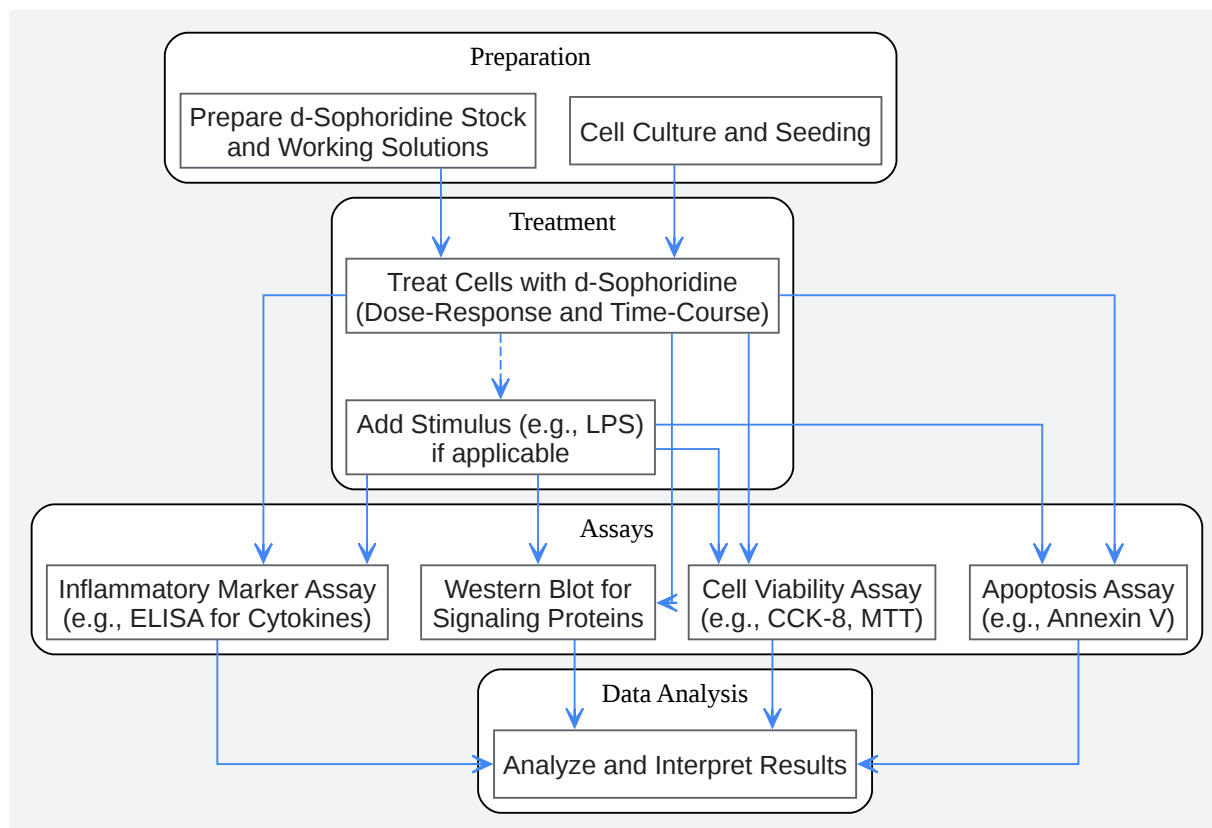 Preparation
Prepare d-Sophoridine Stock
and Working Solutions
Cell Culture and Seeding
Treatment
Treat Cells with d-Sophoridine
(Dose-Response and Time-Course)
Add Stimulus (e.g., LPS)
if applicable
Assays
Inflammatory Marker Assay
(e.g., ELISA for Cytokines)
Western Blot for
Signaling Proteins
Cell Viability Assay
(e.g., CCK-8, MTT)
Apoptosis Assay
(e.g., Annexin V)
Data Analysis
Analyze and Interpret Results